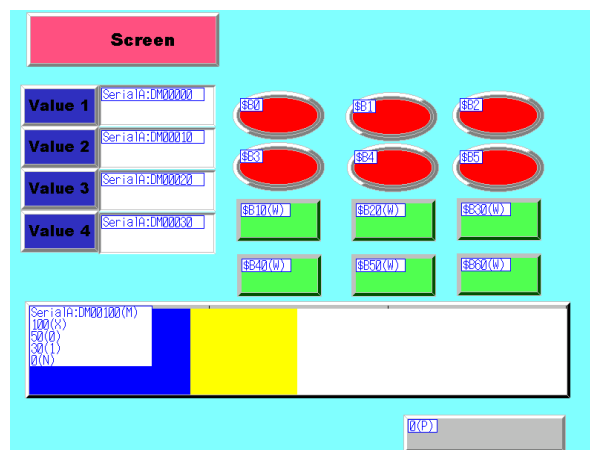 Screen
Value 1 SerialA:DM00000
$B0 $B1 $B2
Value 2 SerialA:DM00010
$B3 $B4 $B5
Value 3 SerialA:DM00020
Value 4 SerialA:DM00030
$B10(W) $B20(W) $B30(W)
$B40(W) $B50(W) $B60(W)
SerialA:DM00100(M)
100(X)
50(0)
30(1)
0(N)
0(P)